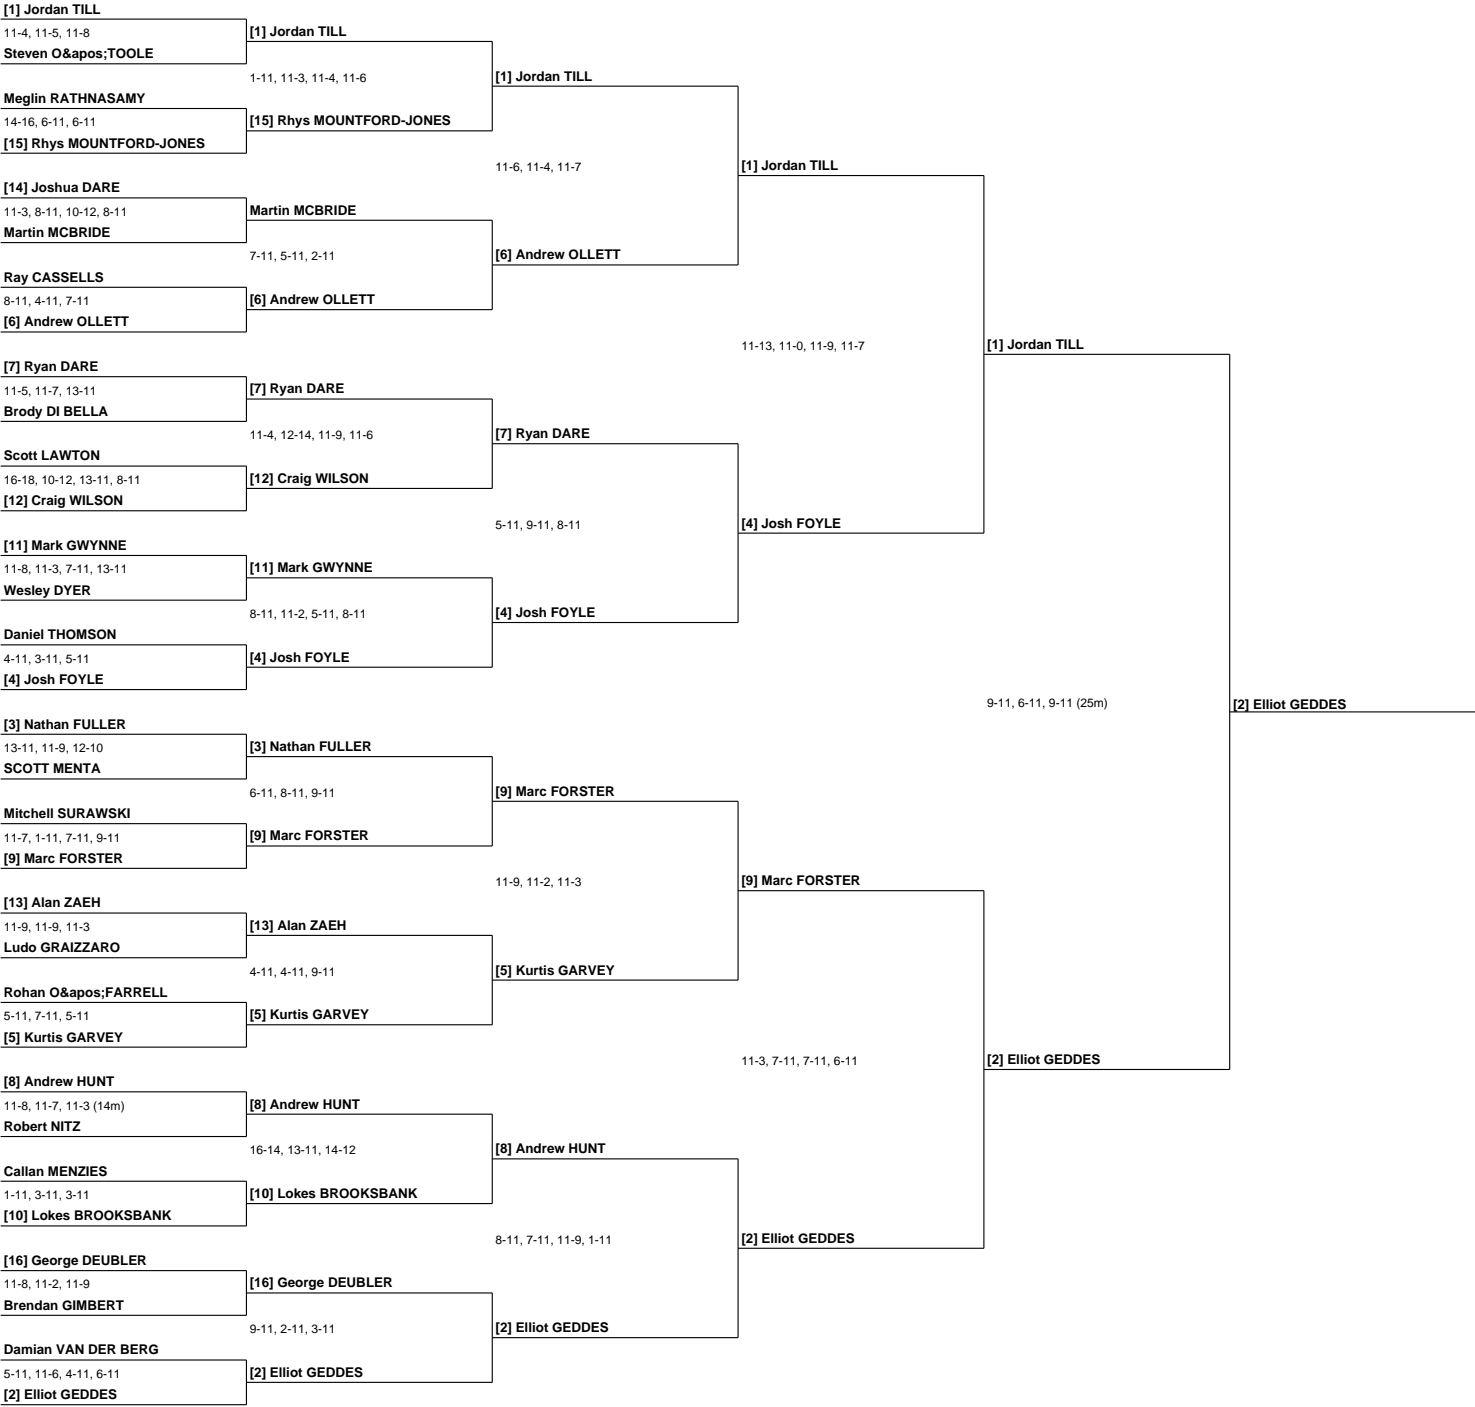 [1] Jordan TILL
11-4, 11-5, 11-8
Steven O&apos;TOOLE
Meglin RATHNASAMY
14-16, 6-11, 6-11
[15] Rhys MOUNTFORD-JONES
[14] Joshua DARE
11-3, 8-11, 10-12, 8-11
Martin MCBRIDE
Ray CASSELLS
8-11, 4-11, 7-11
[6] Andrew OLLETT
[7] Ryan DARE
11-5, 11-7, 13-11
Brody DI BELLA
Scott LAWTON
16-18, 10-12, 13-11, 8-11
[12] Craig WILSON
[11] Mark GWYNNE
11-8, 11-3, 7-11, 13-11
Wesley DYER
Daniel THOMSON
4-11, 3-11, 5-11
[4] Josh FOYLE
[3] Nathan FULLER
13-11, 11-9, 12-10
SCOTT MENTA
Mitchell SURAWSKI
11-7, 1-11, 7-11, 9-11
[9] Marc FORSTER
[13] Alan ZAEH
11-9, 11-9, 11-3
Ludo GRAIZZARO
Rohan O&apos;FARRELL
5-11, 7-11, 5-11
[5] Kurtis GARVEY
[8] Andrew HUNT
11-8, 11-7, 11-3 (14m)
Robert NITZ
Callan MENZIES
1-11, 3-11, 3-11
[10] Lokes BROOKSBANK
[16] George DEUBLER
11-8, 11-2, 11-9
Brendan GIMBERT
Damian VAN DER BERG
5-11, 11-6, 4-11, 6-11
[2] Elliot GEDDES
[1] Jordan TILL
1-11, 11-3, 11-4, 11-6
[15] Rhys MOUNTFORD-JONES
Martin MCBRIDE
7-11, 5-11, 2-11
[6] Andrew OLLETT
[7] Ryan DARE
11-4, 12-14, 11-9, 11-6
[12] Craig WILSON
[11] Mark GWYNNE
8-11, 11-2, 5-11, 8-11
[4] Josh FOYLE
[3] Nathan FULLER
6-11, 8-11, 9-11
[9] Marc FORSTER
[13] Alan ZAEH
4-11, 4-11, 9-11
[5] Kurtis GARVEY
[8] Andrew HUNT
16-14, 13-11, 14-12
[10] Lokes BROOKSBANK
[16] George DEUBLER
9-11, 2-11, 3-11
[2] Elliot GEDDES
[1] Jordan TILL
11-6, 11-4, 11-7
[6] Andrew OLLETT
[7] Ryan DARE
5-11, 9-11, 8-11
[4] Josh FOYLE
[9] Marc FORSTER
11-9, 11-2, 11-3
[5] Kurtis GARVEY
[8] Andrew HUNT
8-11, 7-11, 11-9, 1-11
[2] Elliot GEDDES
[1] Jordan TILL
11-13, 11-0, 11-9, 11-7
[4] Josh FOYLE
[9] Marc FORSTER
11-3, 7-11, 7-11, 6-11
[2] Elliot GEDDES
[1] Jordan TILL
9-11, 6-11, 9-11 (25m)
[2] Elliot GEDDES
[2] Elliot GEDDES